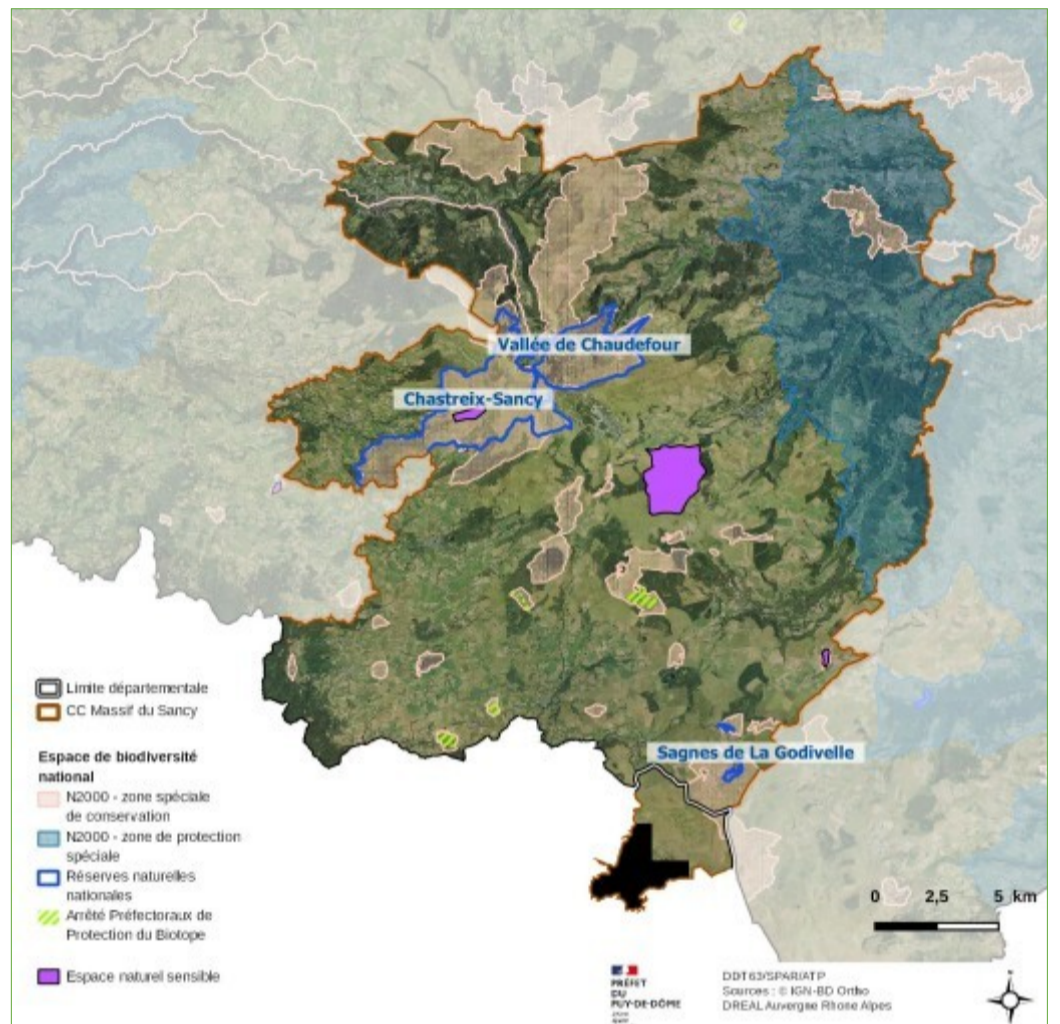 Vallée de Chaudefour
Chastreix-Sancy
Sagnes de La Godivelle
Limite départementale
CC Massif du Sancy
Espace de biodiversité
national
N2000 - zone spéciale
de conservation
N2000 - zone de protection
spéciale
Réserves naturelles
nationales
Arrêté Préfectoraux de
Protection du Biotope
Espace naturel sensible
0 2,5 5 km
PRÉFET
DU
PUY-DE-DÔME
DDT63/SPAR/ATP
Sources : © IGN-BD Ortho
DREAL Auvergne Rhone Alpes